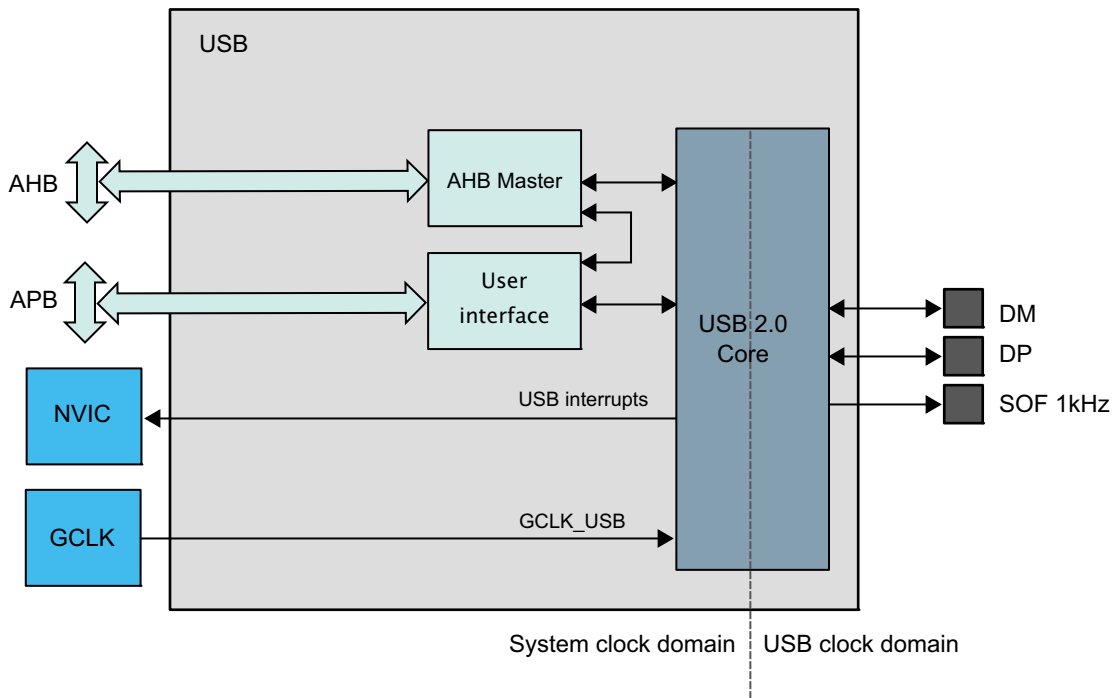 USB
AHB
AHB Master
APB
User
interface
USB 2.0
Core
DM
DP
SOF 1kHz
NVIC
USB interrupts
GCLK
GCLK_USB
System clock domain
USB clock domain